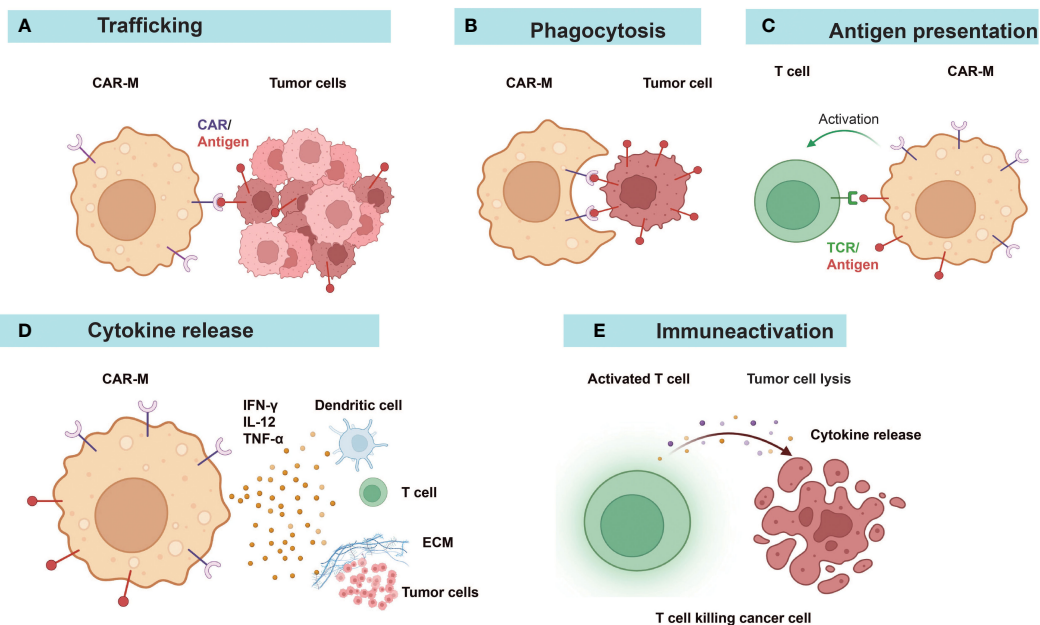 A Trafficking
CAR-M
Tumor cells
CAR/
Antigen
B Phagocytosis
CAR-M
Tumor cell
C Antigen presentation
T cell
CAR-M
Activation
TCR/
Antigen
D Cytokine release
CAR-M
IFN-γ
IL-12
TNF-α
Dendritic cell
T cell
ECM
Tumor cells
E Immuneactivation
Activated T cell
Tumor cell lysis
Cytokine release
T cell killing cancer cell